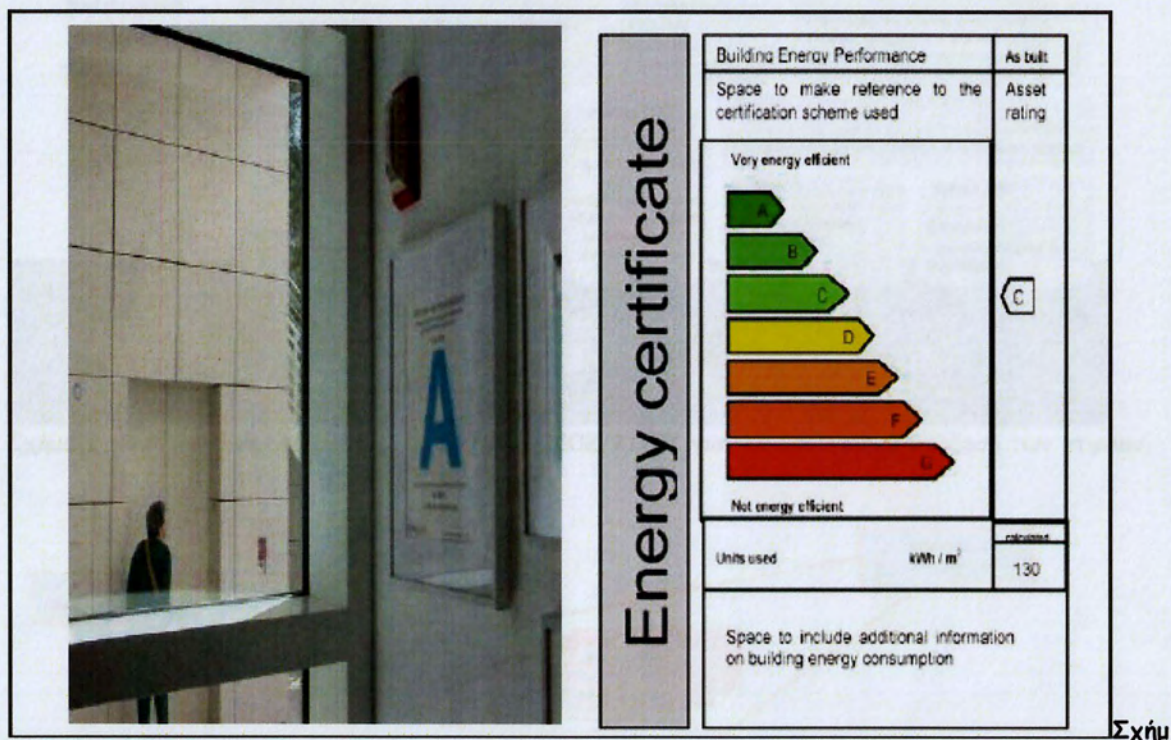 A
Energy certificate
Building Energy Performance
As built
Space to make reference to the
certification scheme used
Asset
rating
Very energy efficient
A
B
C
C
D
E
F
G
Not energy efficient
calculated
Units used kWh / m²
130
Space to include additional information
on building energy consumption
Σχήμ